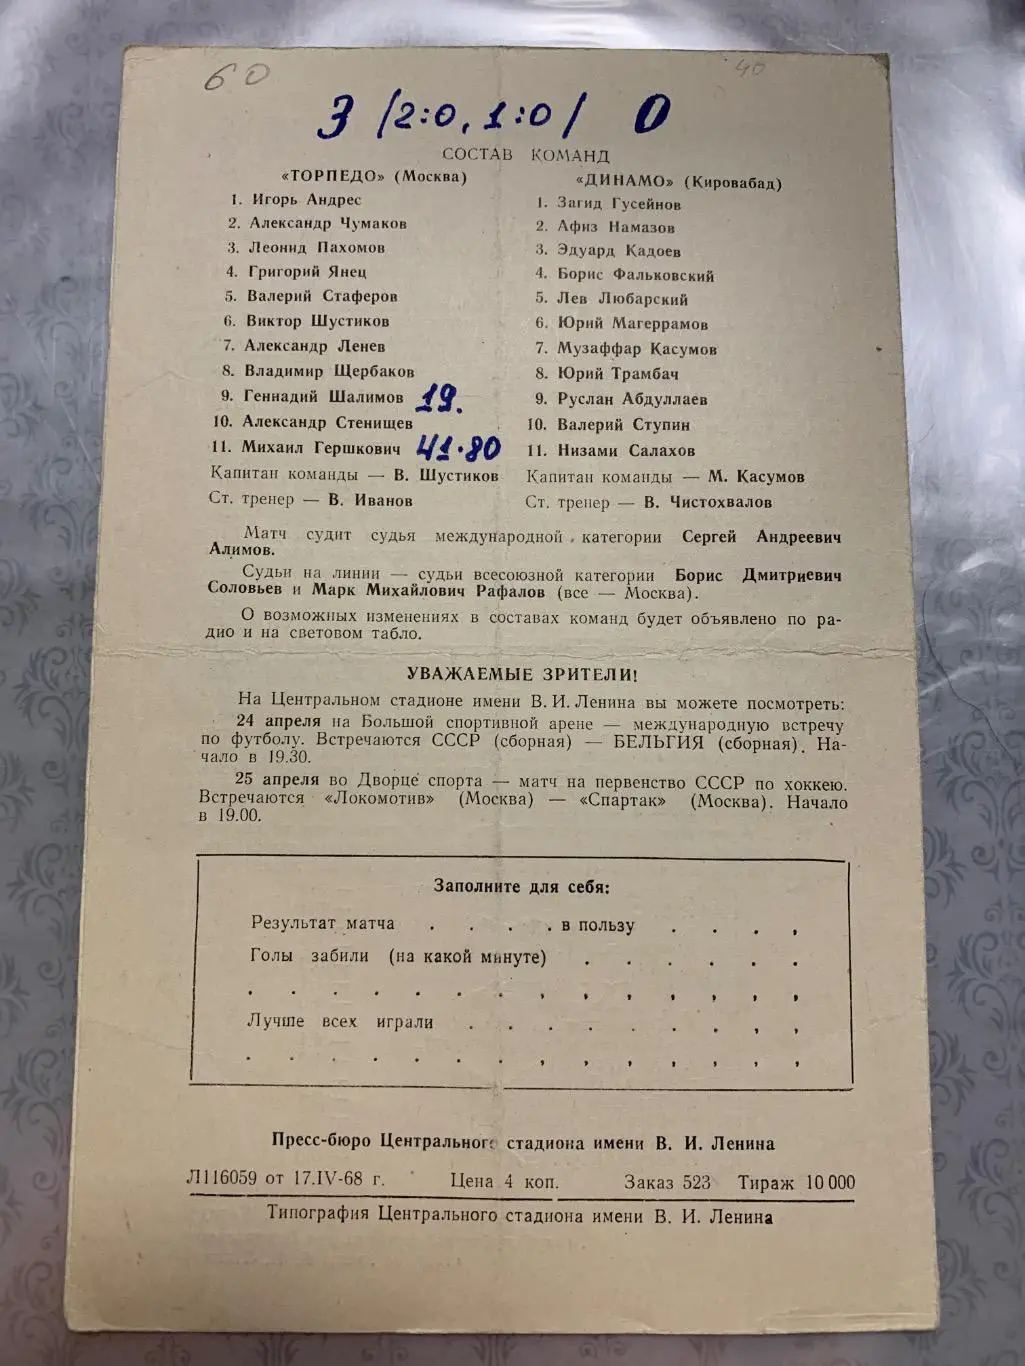 60
40
3 /2:0, 1:0/ 0
СОСТАВ КОМАНД
«ТОРПЕДО» (Москва)
1. Игорь Андрес
2. Александр Чумаков
3. Леонид Пахомов
4. Григорий Янец
5. Валерий Стаферов
6. Виктор Шустиков
7. Александр Ленев
8. Владимир Щербаков
9. Геннадий Шалимов 19.
10. Александр Стенищев
11. Михаил Гершкович 41.80
Капитан команды — В. Шустиков
Ст. тренер — В. Иванов
«ДИНАМО» (Кировабад)
1. Загид Гусейнов
2. Афиз Намазов
3. Эдуард Кадоев
4. Борис Фальковский
5. Лев Любарский
6. Юрий Магеррамов
7. Музаффар Касумов
8. Юрий Трамбач
9. Руслан Абдуллаев
10. Валерий Ступин
11. Низами Салахов
Капитан команды — М. Касумов
Ст. тренер — В. Чистохвалов
Матч судит судья международной категории Сергей Андреевич
Алимов.
Судьи на линии — судьи всесоюзной категории Борис Дмитриевич
Соловьев и Марк Михайлович Рафалов (все — Москва).
О возможных изменениях в составах команд будет объявлено по ра-
дио и на световом табло.
УВАЖАЕМЫЕ ЗРИТЕЛИ!
На Центральном стадионе имени В. И. Ленина вы можете посмотреть:
24 апреля на Большой спортивной арене — международную встречу
по футболу. Встречаются СССР (сборная) — БЕЛЬГИЯ (сборная). На-
чало в 19.30.
25 апреля во Дворце спорта — матч на первенство СССР по хоккею.
Встречаются «Локомотив» (Москва) — «Спартак» (Москва). Начало
в 19.00.
Заполните для себя:
Результат матча . . . . в пользу . . . .
Голы забили (на какой минуте) . . . . . .
. . . . . . . . . . . . . .
Лучше всех играли . . . . . . . . .
. . . . . . . . . . . . . .
Пресс-бюро Центрального стадиона имени В. И. Ленина
Л116059 от 17.IV-68 г. Цена 4 коп. Заказ 523 Тираж 10 000
Типография Центрального стадиона имени В. И. Ленина